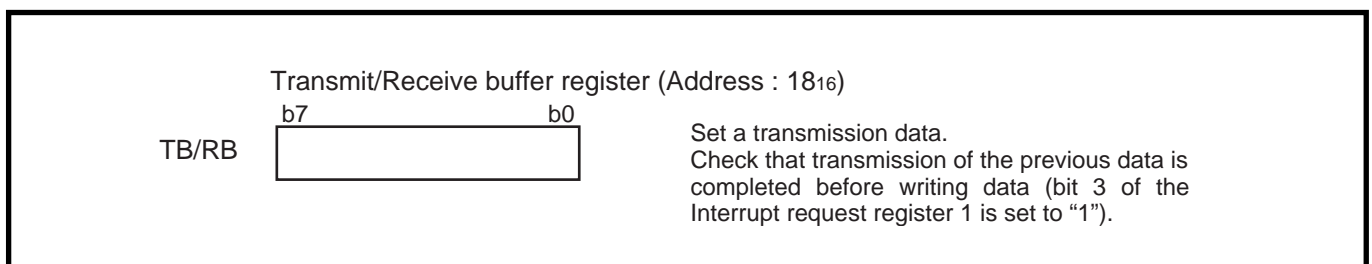 Transmit/Receive buffer register (Address : 18₁₆)
b7 b0
TB/RB
Set a transmission data.
Check that transmission of the previous data is
completed before writing data (bit 3 of the
Interrupt request register 1 is set to “1”).